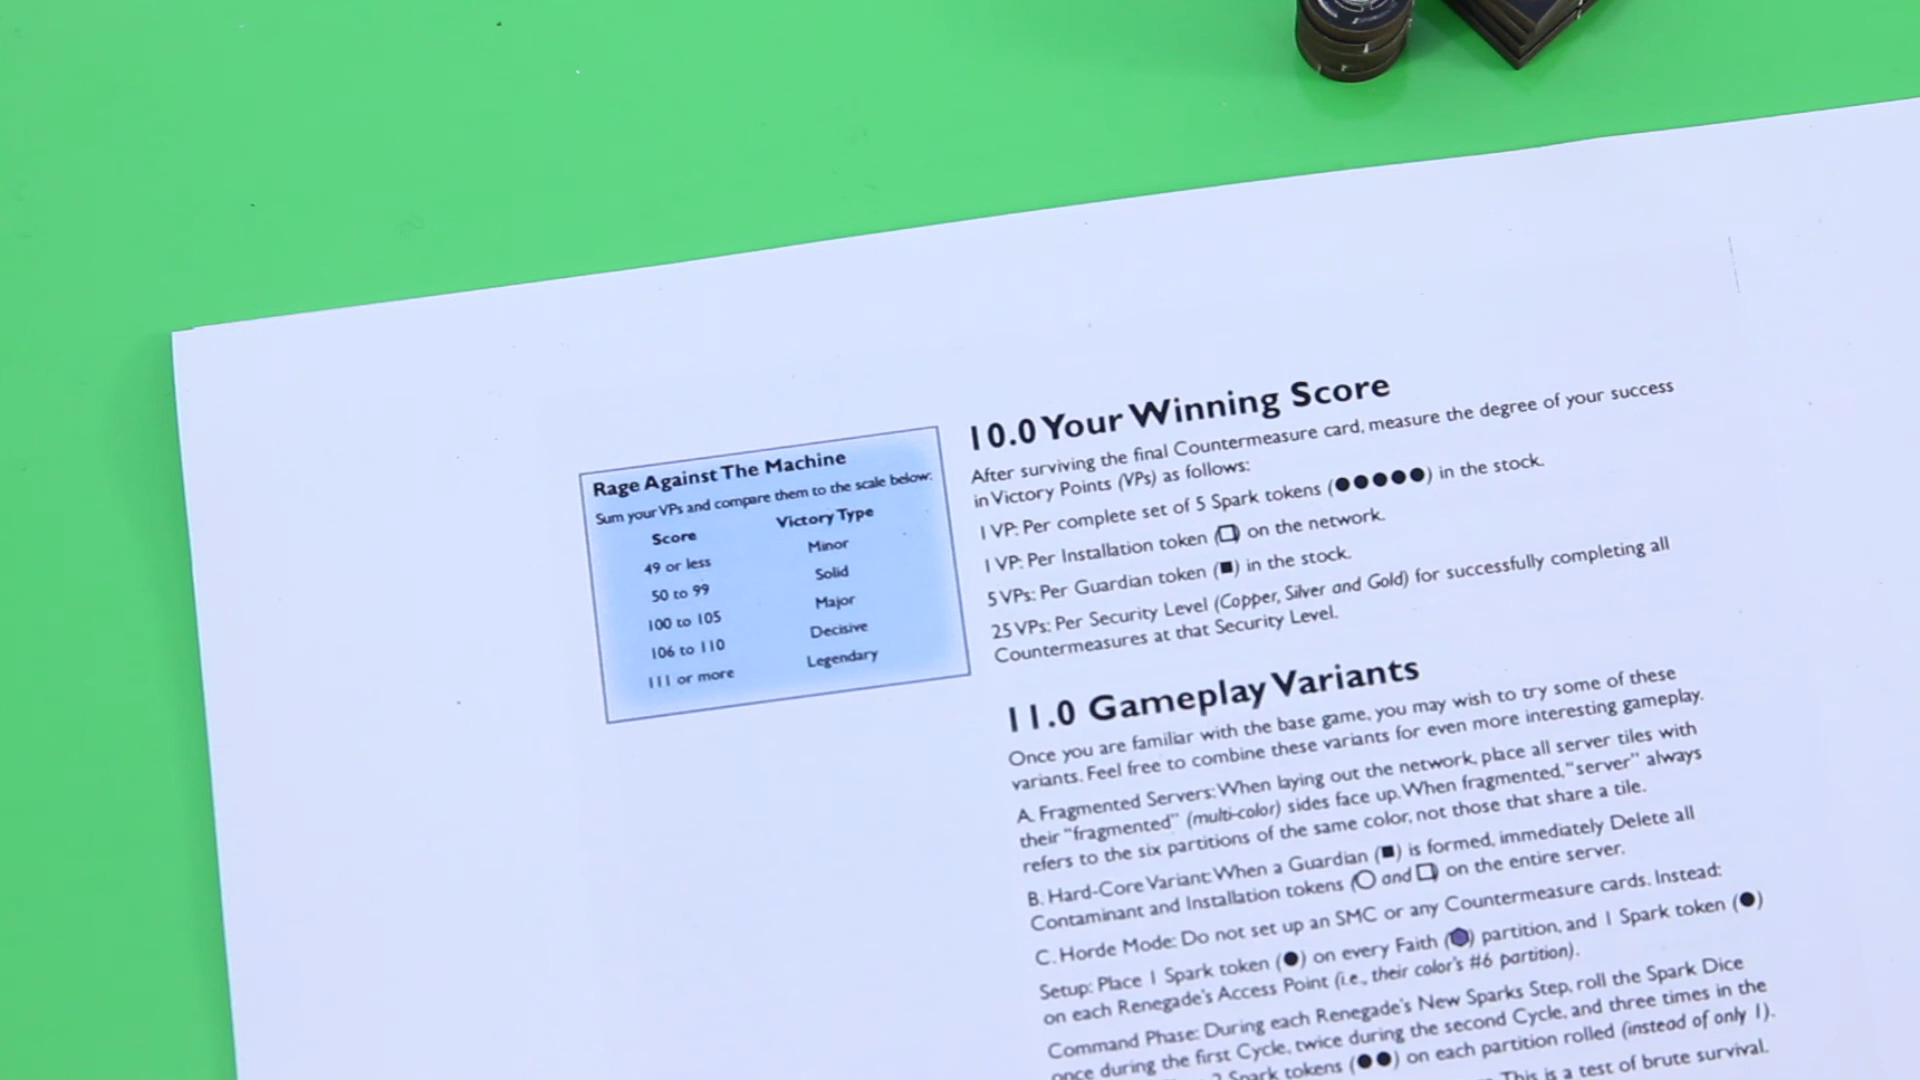 Rage Against The Machine
Sum your VPs and compare them to the scale below:
Score Victory Type
49 or less Minor
50 to 99 Solid
100 to 105 Major
106 to 110 Decisive
111 or more Legendary
10.0 Your Winning Score
After surviving the final Countermeasure card, measure the degree of your success
in Victory Points (VPs) as follows:
1 VP: Per complete set of 5 Spark tokens (●●●●●) in the stock.
1 VP: Per Installation token (❑) on the network.
5 VPs: Per Guardian token (■) in the stock.
25 VPs: Per Security Level (Copper, Silver and Gold) for successfully completing all
Countermeasures at that Security Level.
11.0 Gameplay Variants
Once you are familiar with the base game, you may wish to try some of these
variants. Feel free to combine these variants for even more interesting gameplay.
A. Fragmented Servers: When laying out the network, place all server tiles with
their "fragmented" (multi-color) sides face up. When fragmented, "server" always
refers to the six partitions of the same color, not those that share a tile.
B. Hard-Core Variant: When a Guardian (■) is formed, immediately Delete all
Contaminant and Installation tokens (○ and ❑) on the entire server.
C. Horde Mode: Do not set up an SMC or any Countermeasure cards. Instead:
Setup: Place 1 Spark token (●) on every Faith (⬢) partition, and 1 Spark token (●)
on each Renegade's Access Point (i.e., their color's #6 partition).
Command Phase: During each Renegade's New Sparks Step, roll the Spark Dice
once during the first Cycle, twice during the second Cycle, and three times in the
2 Spark tokens (●●) on each partition rolled (instead of only 1).
This is a test of brute survival.